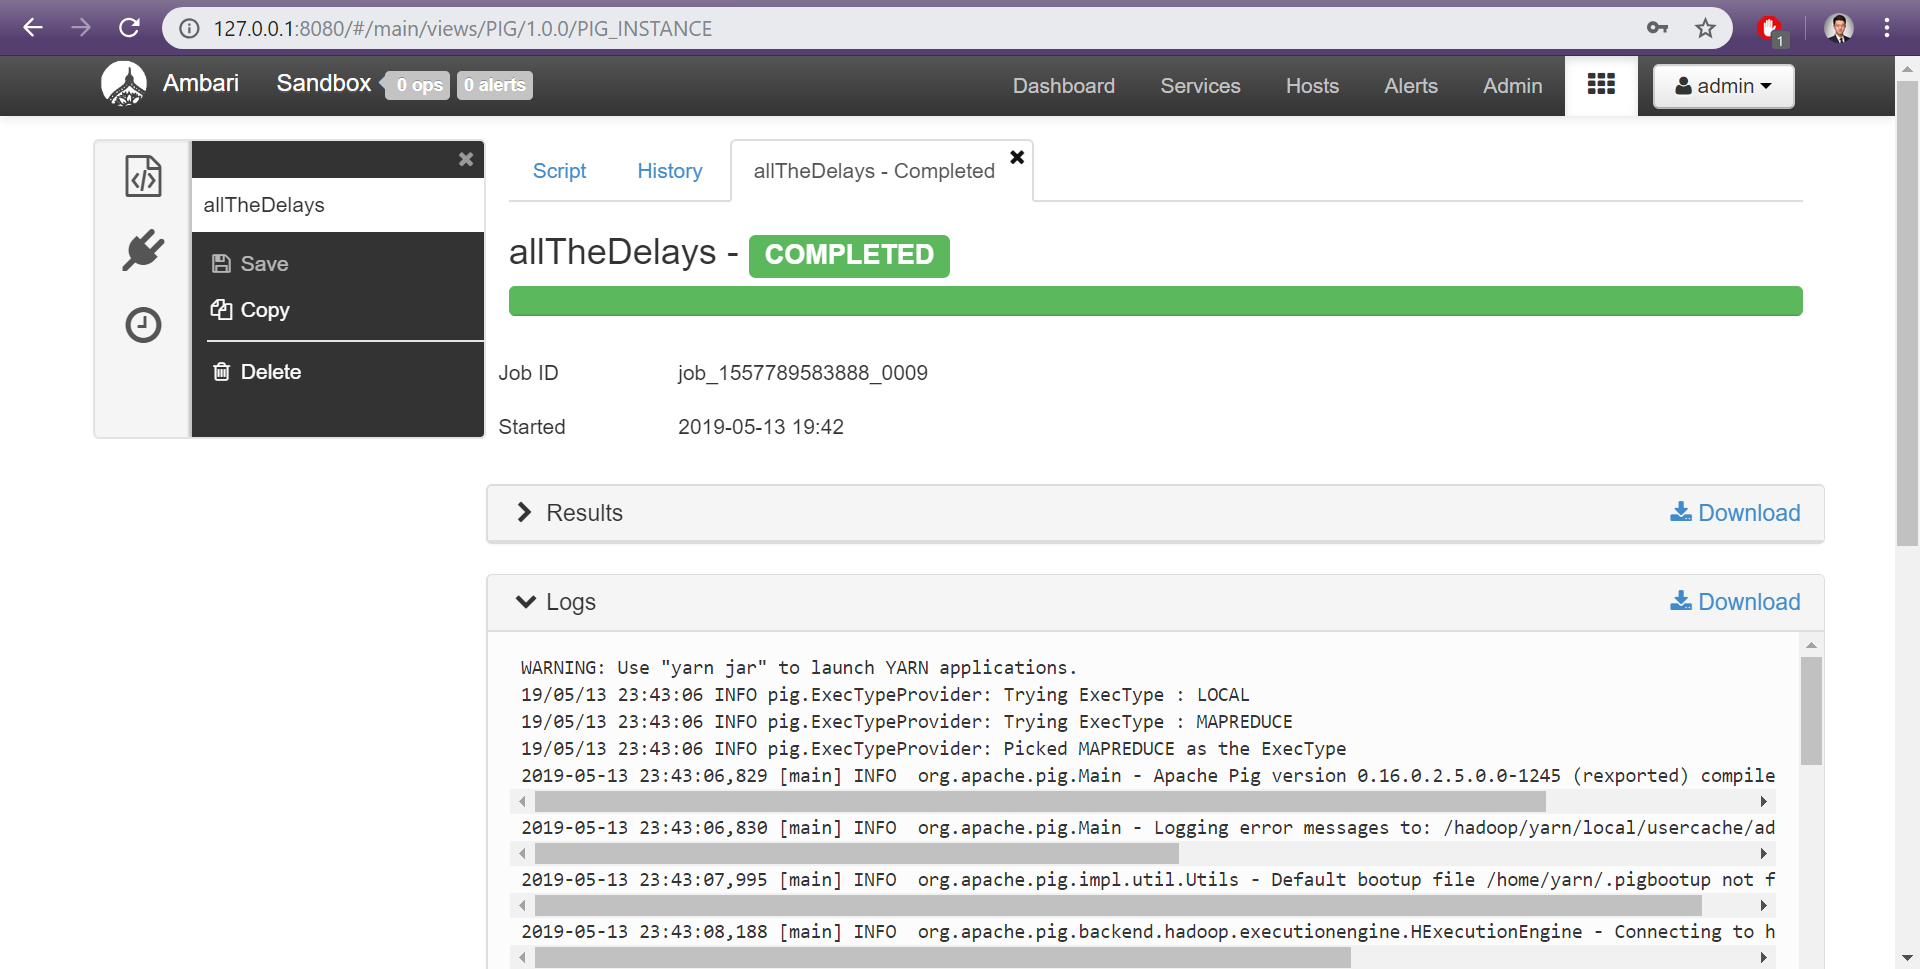 127.0.0.1:8080/#/main/views/PIG/1.0.0/PIG_INSTANCE
1
Ambari Sandbox 0 ops 0 alerts Dashboard Services Hosts Alerts Admin admin
allTheDelays
Save
Copy
Delete
Script History allTheDelays - Completed
allTheDelays - COMPLETED
Job ID job_1557789583888_0009
Started 2019-05-13 19:42
Results Download
Logs Download
WARNING: Use "yarn jar" to launch YARN applications.
19/05/13 23:43:06 INFO pig.ExecTypeProvider: Trying ExecType : LOCAL
19/05/13 23:43:06 INFO pig.ExecTypeProvider: Trying ExecType : MAPREDUCE
19/05/13 23:43:06 INFO pig.ExecTypeProvider: Picked MAPREDUCE as the ExecType
2019-05-13 23:43:06,829 [main] INFO  org.apache.pig.Main - Apache Pig version 0.16.0.2.5.0.0-1245 (rexported) compile
2019-05-13 23:43:06,830 [main] INFO  org.apache.pig.Main - Logging error messages to: /hadoop/yarn/local/usercache/ad
2019-05-13 23:43:07,995 [main] INFO  org.apache.pig.impl.util.Utils - Default bootup file /home/yarn/.pigbootup not f
2019-05-13 23:43:08,188 [main] INFO  org.apache.pig.backend.hadoop.executionengine.HExecutionEngine - Connecting to h